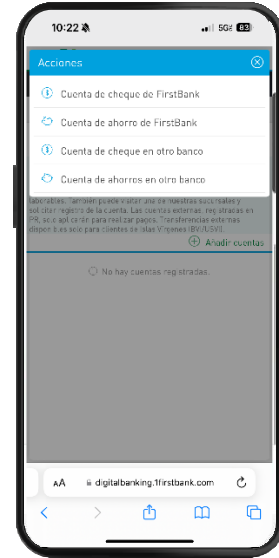 10:22
5G
83
Acciones
Cuenta de cheque de FirstBank
Cuenta de ahorro de FirstBank
Cuenta de cheque en otro banco
Cuenta de ahorros en otro banco
laborables. También puede visitar una de nuestras sucursales y
solicitar registro de la cuenta. Las cuentas externas, registradas en
PR, solo aplicarán para realizar pagos. Transferencias externas
disponibles solo para clientes de Islas Vírgenes (BVI/USVI).
Añadir cuentas
No hay cuentas registradas.
AA digitalbanking.1firstbank.com